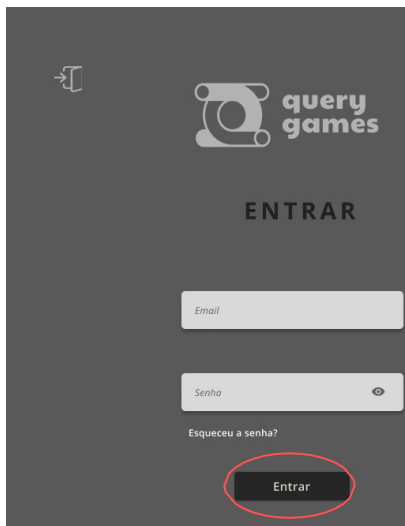 query
games
ENTRAR
Email
Senha
Esqueceu a senha?
Entrar